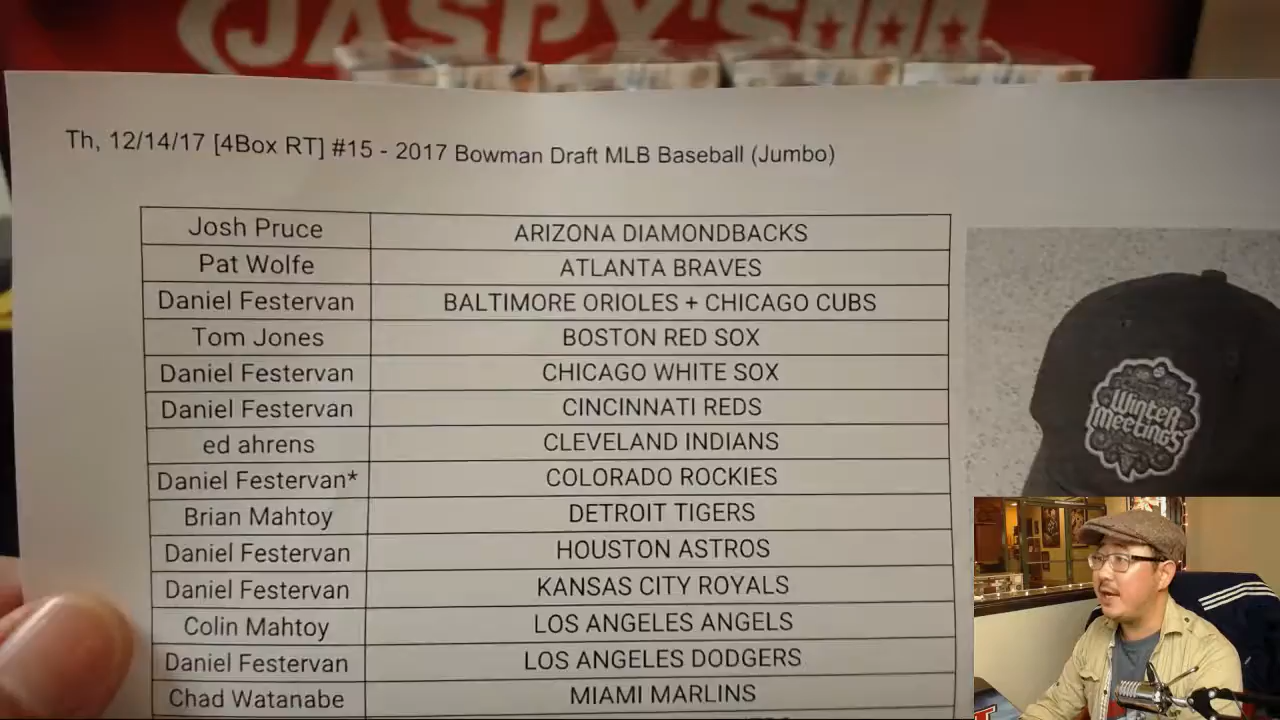 JASPY'S
Th, 12/14/17 [4Box RT] #15 - 2017 Bowman Draft MLB Baseball (Jumbo)
Josh Pruce ARIZONA DIAMONDBACKS
Pat Wolfe ATLANTA BRAVES
Daniel Festervan BALTIMORE ORIOLES + CHICAGO CUBS
Tom Jones BOSTON RED SOX
Daniel Festervan CHICAGO WHITE SOX
Daniel Festervan CINCINNATI REDS
ed ahrens CLEVELAND INDIANS
Daniel Festervan* COLORADO ROCKIES
Brian Mahtoy DETROIT TIGERS
Daniel Festervan HOUSTON ASTROS
Daniel Festervan KANSAS CITY ROYALS
Colin Mahtoy LOS ANGELES ANGELS
Daniel Festervan LOS ANGELES DODGERS
Chad Watanabe MIAMI MARLINS
Winter
Meetings